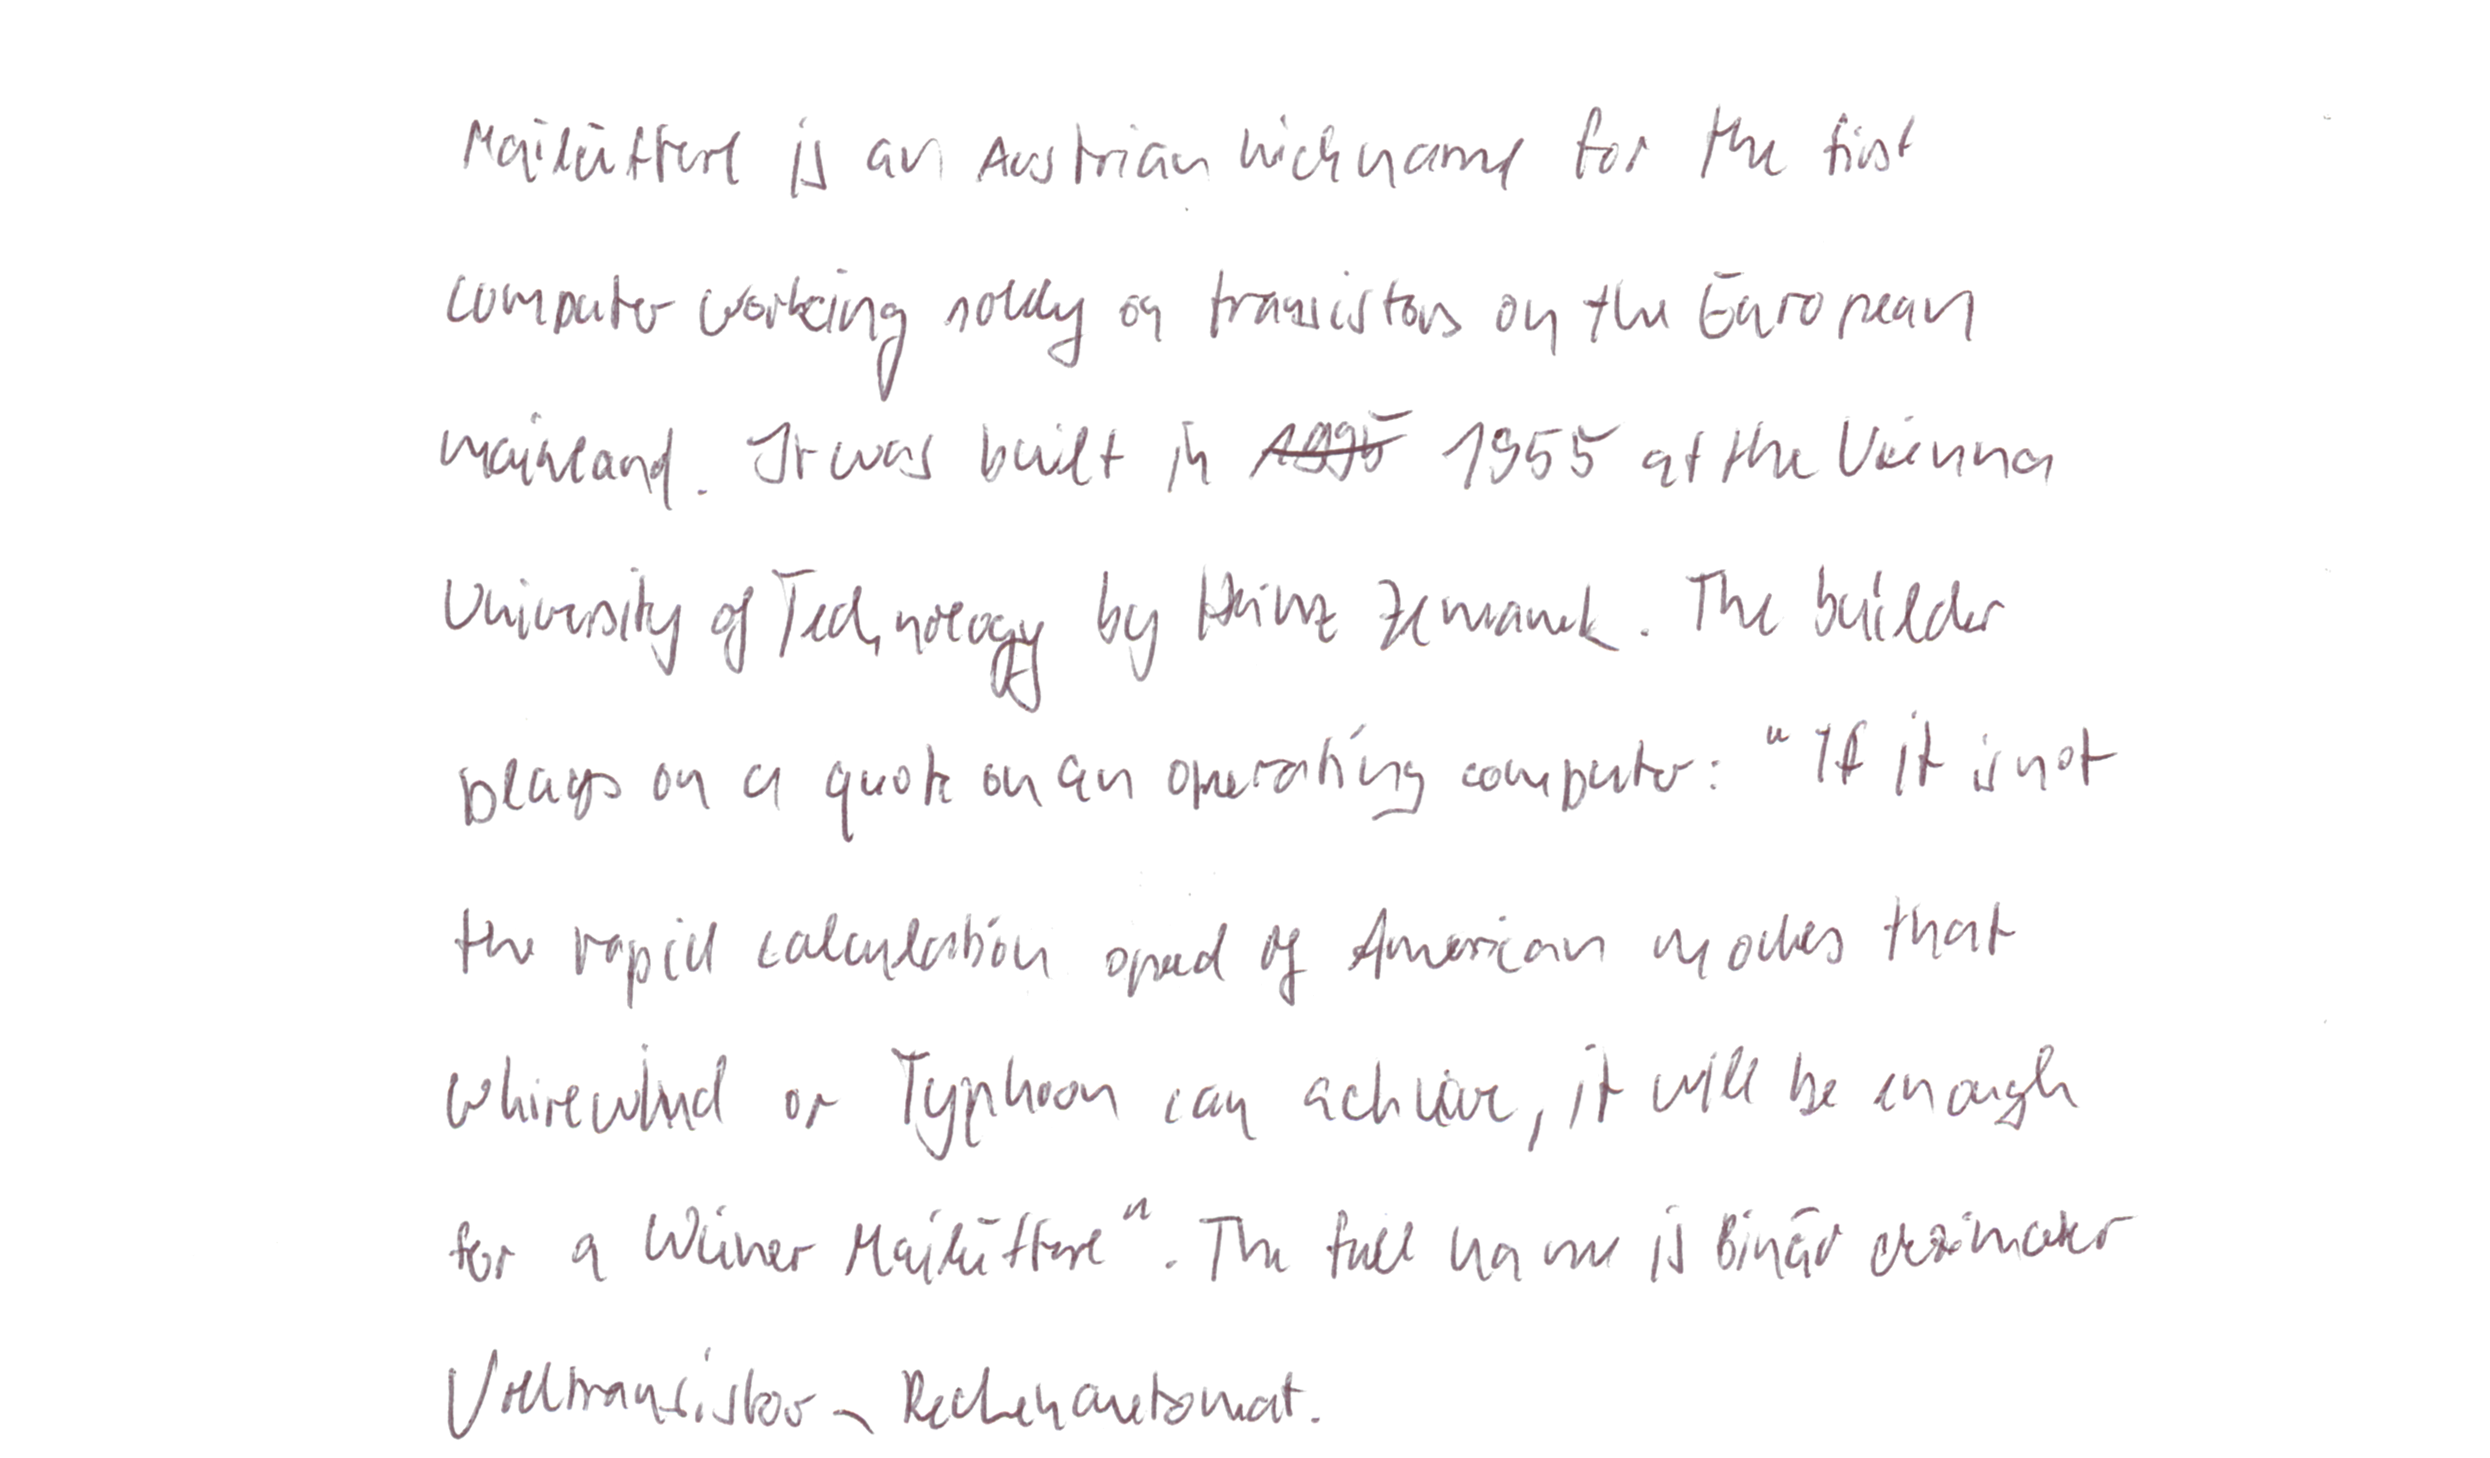 Mailüfterl is an Austrian nickname for the first
computer working solely on transistors on the European
mainland. It was built in 1995 1955 at the Vienna
University of Technology by Heinz Zemanek. The builder
plays on a quote on an operating computer: "If it is not
the rapid calculation speed of American models that
Whirewind or Typhoon can achieve, it will be enough
for a Wiener Mailüfterl". The full name is Binär dezimaler
Volltransistor - Rechenautomat.